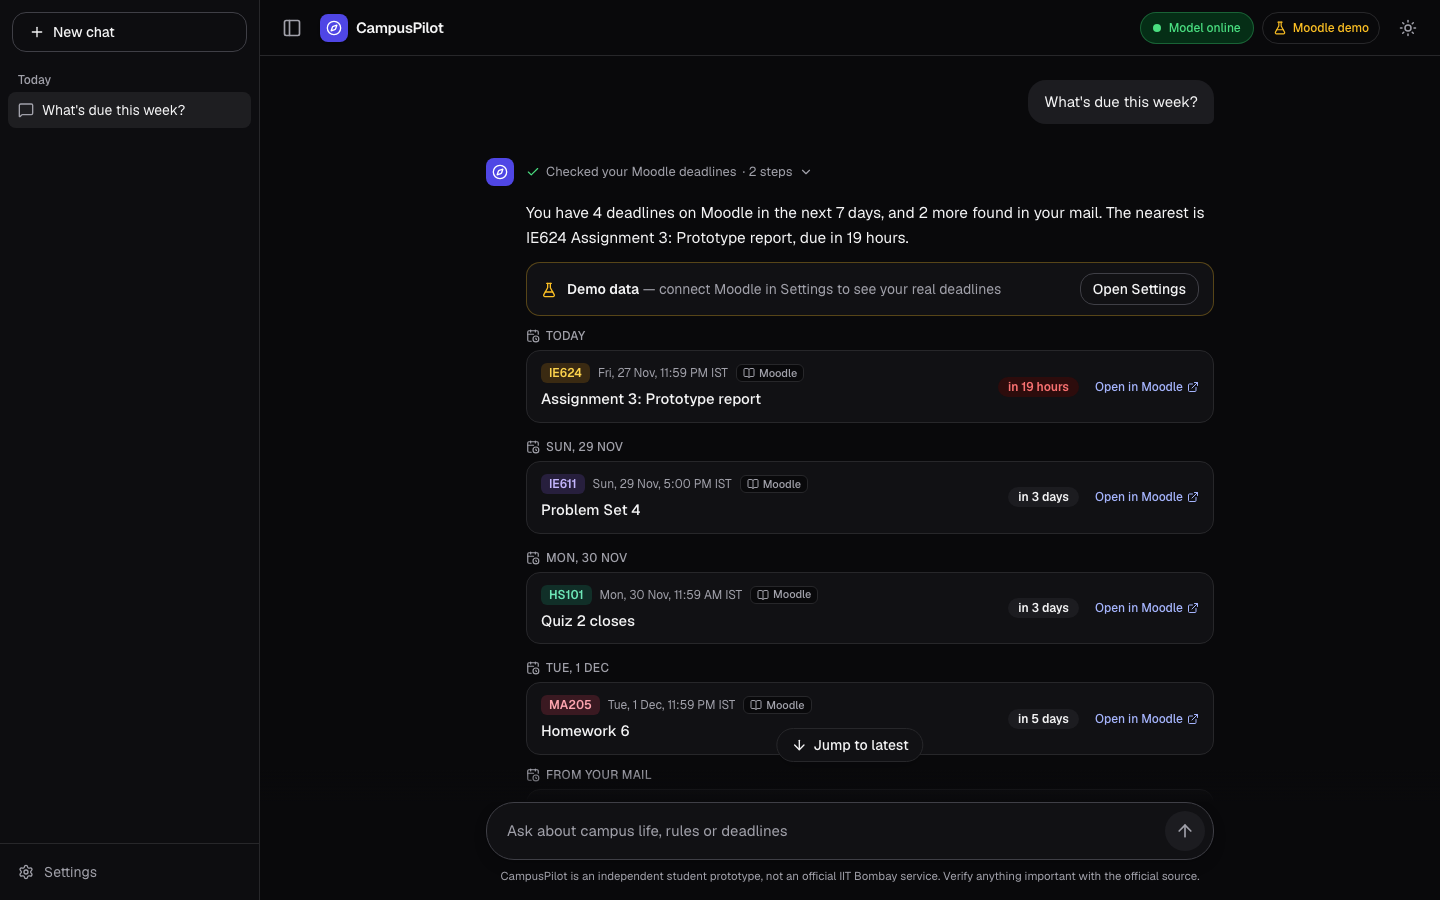 New chat
CampusPilot
Model online
Moodle demo
Today
What's due this week?
What's due this week?
Checked your Moodle deadlines · 2 steps
You have 4 deadlines on Moodle in the next 7 days, and 2 more found in your mail. The nearest is
IE624 Assignment 3: Prototype report, due in 19 hours.
Demo data — connect Moodle in Settings to see your real deadlines
Open Settings
TODAY
IE624 Fri, 27 Nov, 11:59 PM IST Moodle
Assignment 3: Prototype report
in 19 hours
Open in Moodle
SUN, 29 NOV
IE611 Sun, 29 Nov, 5:00 PM IST Moodle
Problem Set 4
in 3 days
Open in Moodle
MON, 30 NOV
HS101 Mon, 30 Nov, 11:59 AM IST Moodle
Quiz 2 closes
in 3 days
Open in Moodle
TUE, 1 DEC
MA205 Tue, 1 Dec, 11:59 PM IST Moodle
Homework 6
in 5 days
Open in Moodle
Jump to latest
FROM YOUR MAIL
Ask about campus life, rules or deadlines
Settings
CampusPilot is an independent student prototype, not an official IIT Bombay service. Verify anything important with the official source.